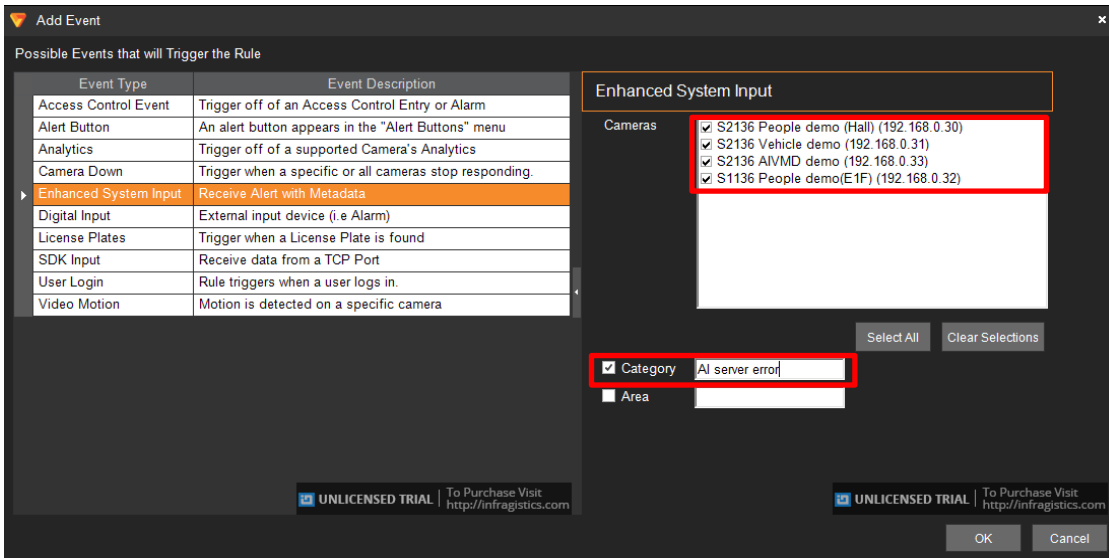 Add Event
×
Possible Events that will Trigger the Rule
Event Type Event Description
Access Control Event Trigger off of an Access Control Entry or Alarm
Alert Button An alert button appears in the "Alert Buttons" menu
Analytics Trigger off of a supported Camera's Analytics
Camera Down Trigger when a specific or all cameras stop responding.
Enhanced System Input Receive Alert with Metadata
Digital Input External input device (i.e Alarm)
License Plates Trigger when a License Plate is found
SDK Input Receive data from a TCP Port
User Login Rule triggers when a user logs in.
Video Motion Motion is detected on a specific camera
UNLICENSED TRIAL To Purchase Visit
http://infragistics.com
Enhanced System Input
Cameras
S2136 People demo (Hall) (192.168.0.30)
S2136 Vehicle demo (192.168.0.31)
S2136 AIVMD demo (192.168.0.33)
S1136 People demo(E1F) (192.168.0.32)
Select All Clear Selections
Category AI server error
Area
UNLICENSED TRIAL To Purchase Visit
http://infragistics.com
OK Cancel